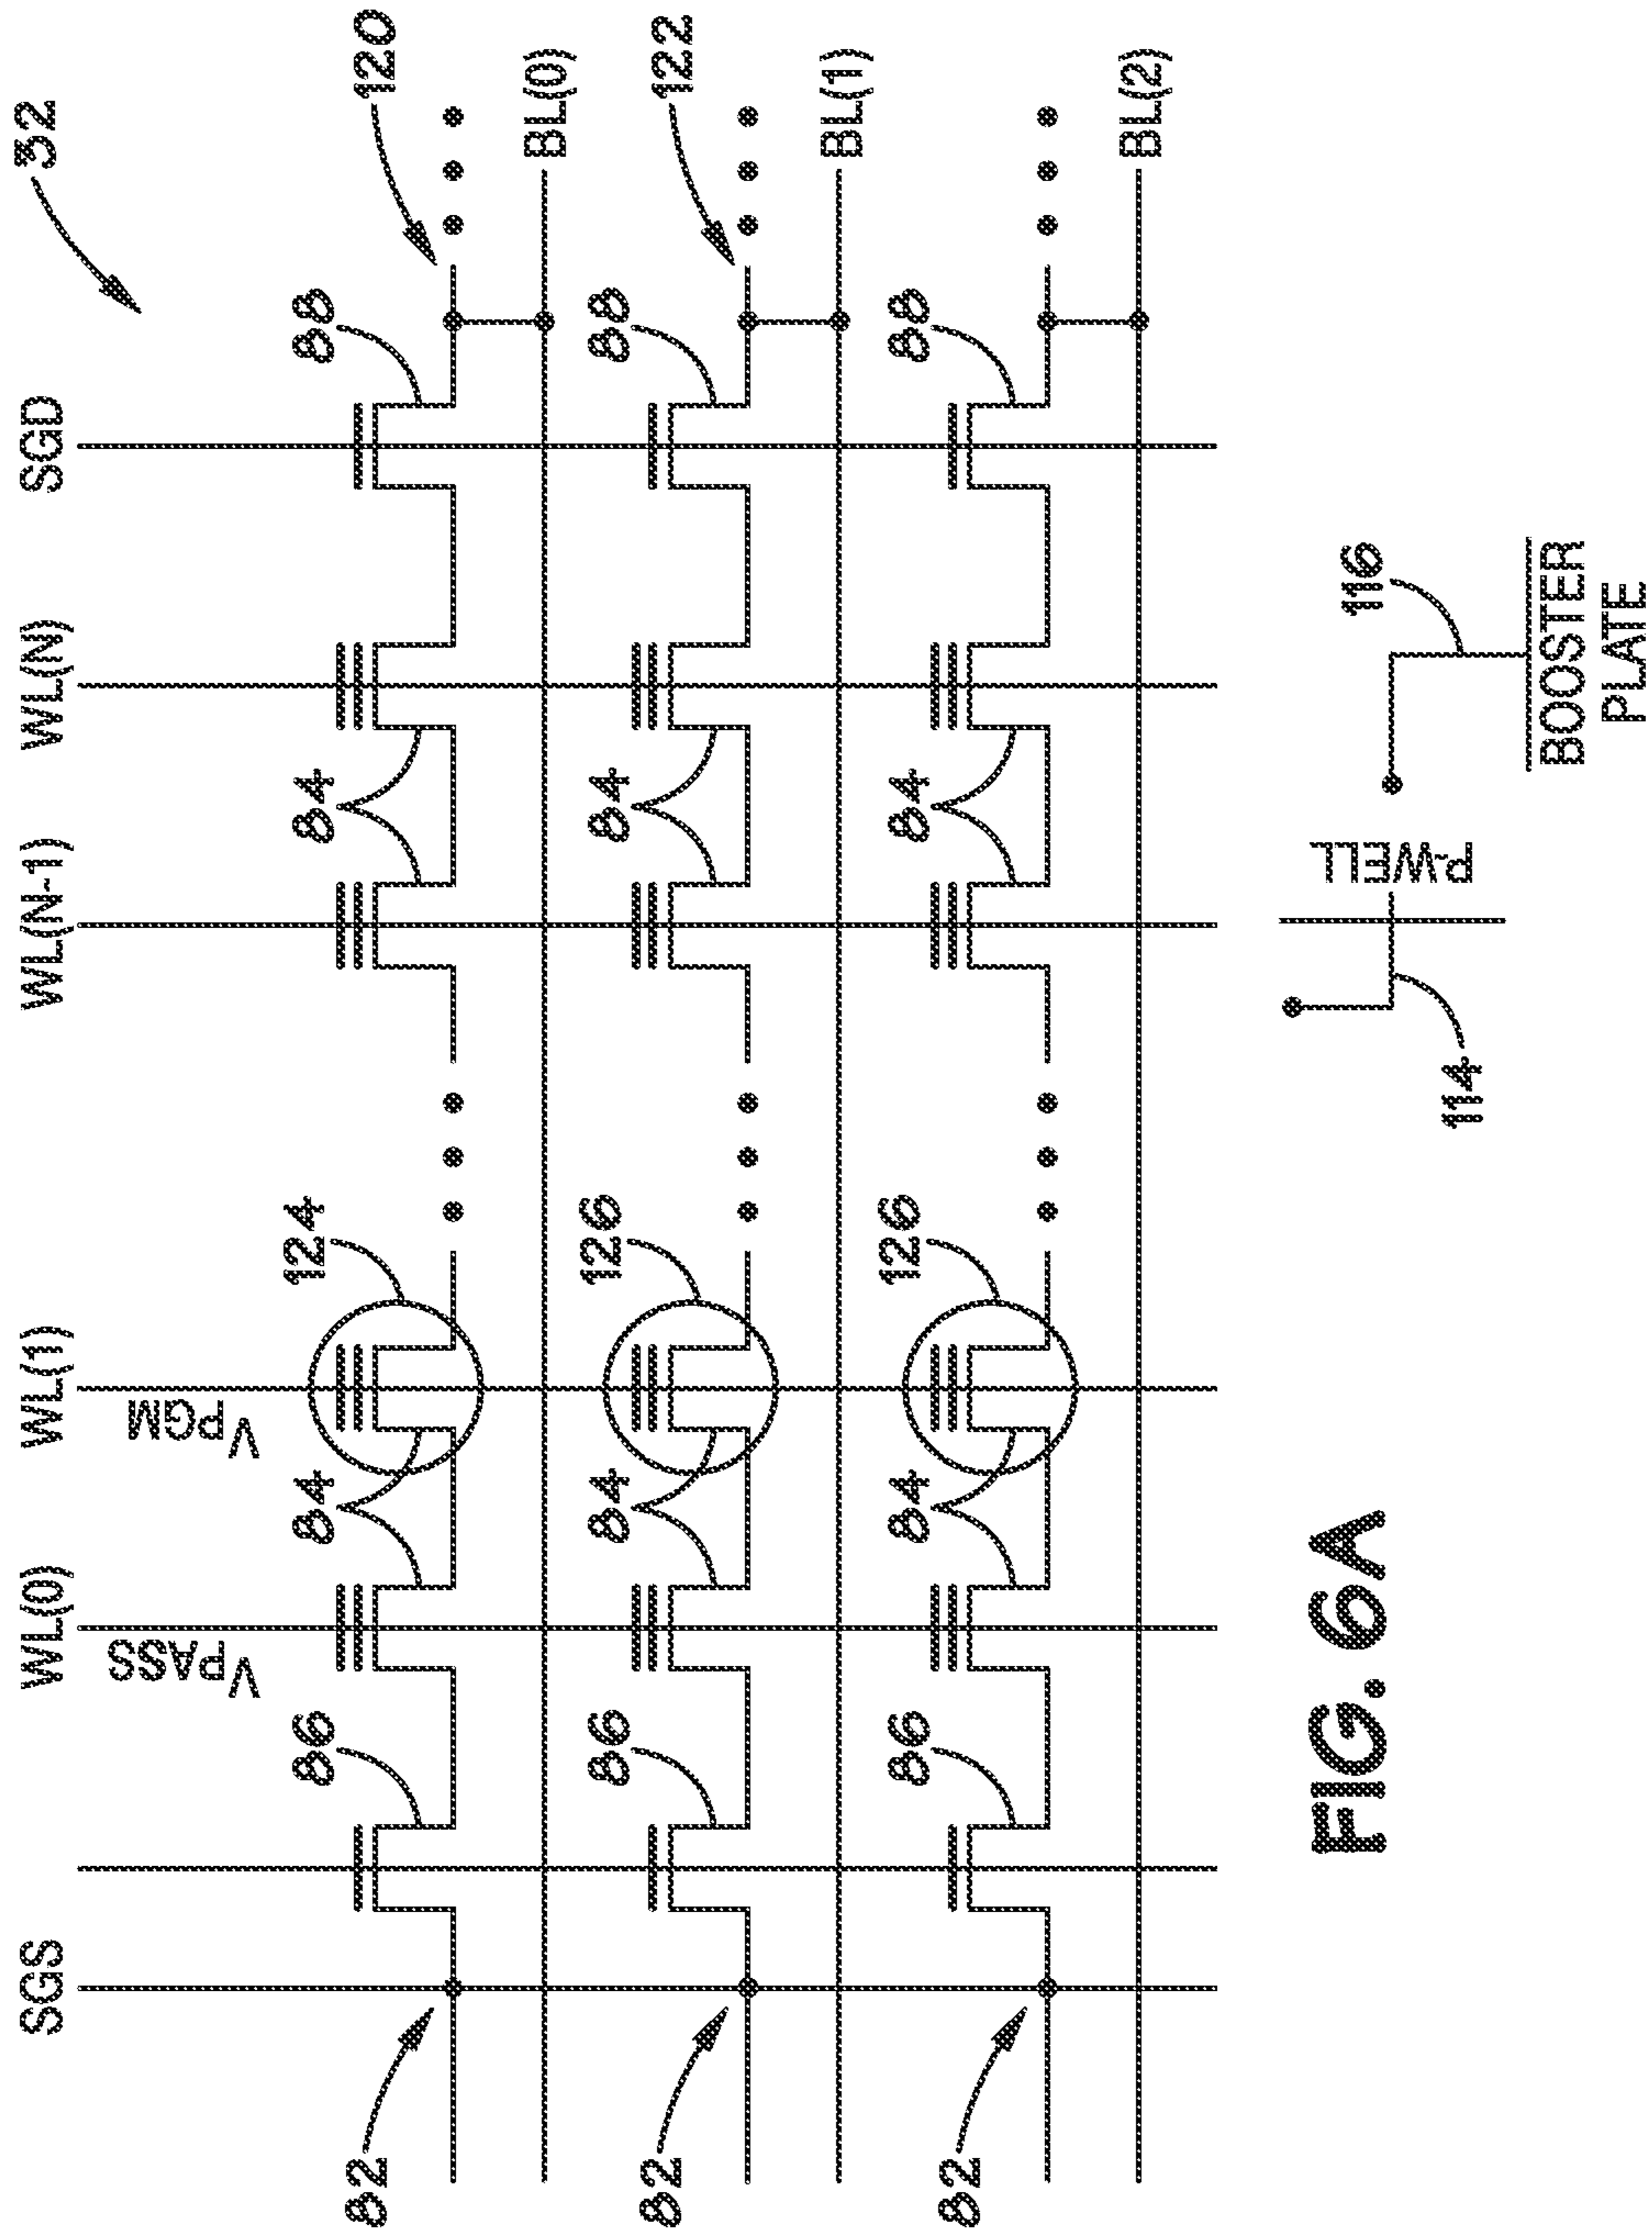 SGS WL(0) WL(1) WL(N-1) WL(N) SGD 32
VPASS VPGM
86 84 124 84 88
82 120
BL(0)
86 84 126 84 88
82 122
BL(1)
86 84 126 84 88
82
BL(2)
FIG. 6A
P-WELL
116
114
BOOSTER
PLATE